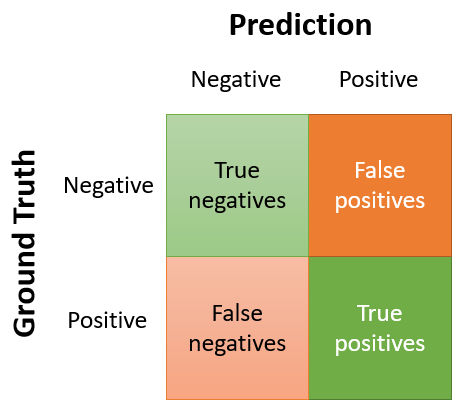 Prediction
Negative
Positive
Ground Truth
Negative
True
negatives
False
positives
Positive
False
negatives
True
positives